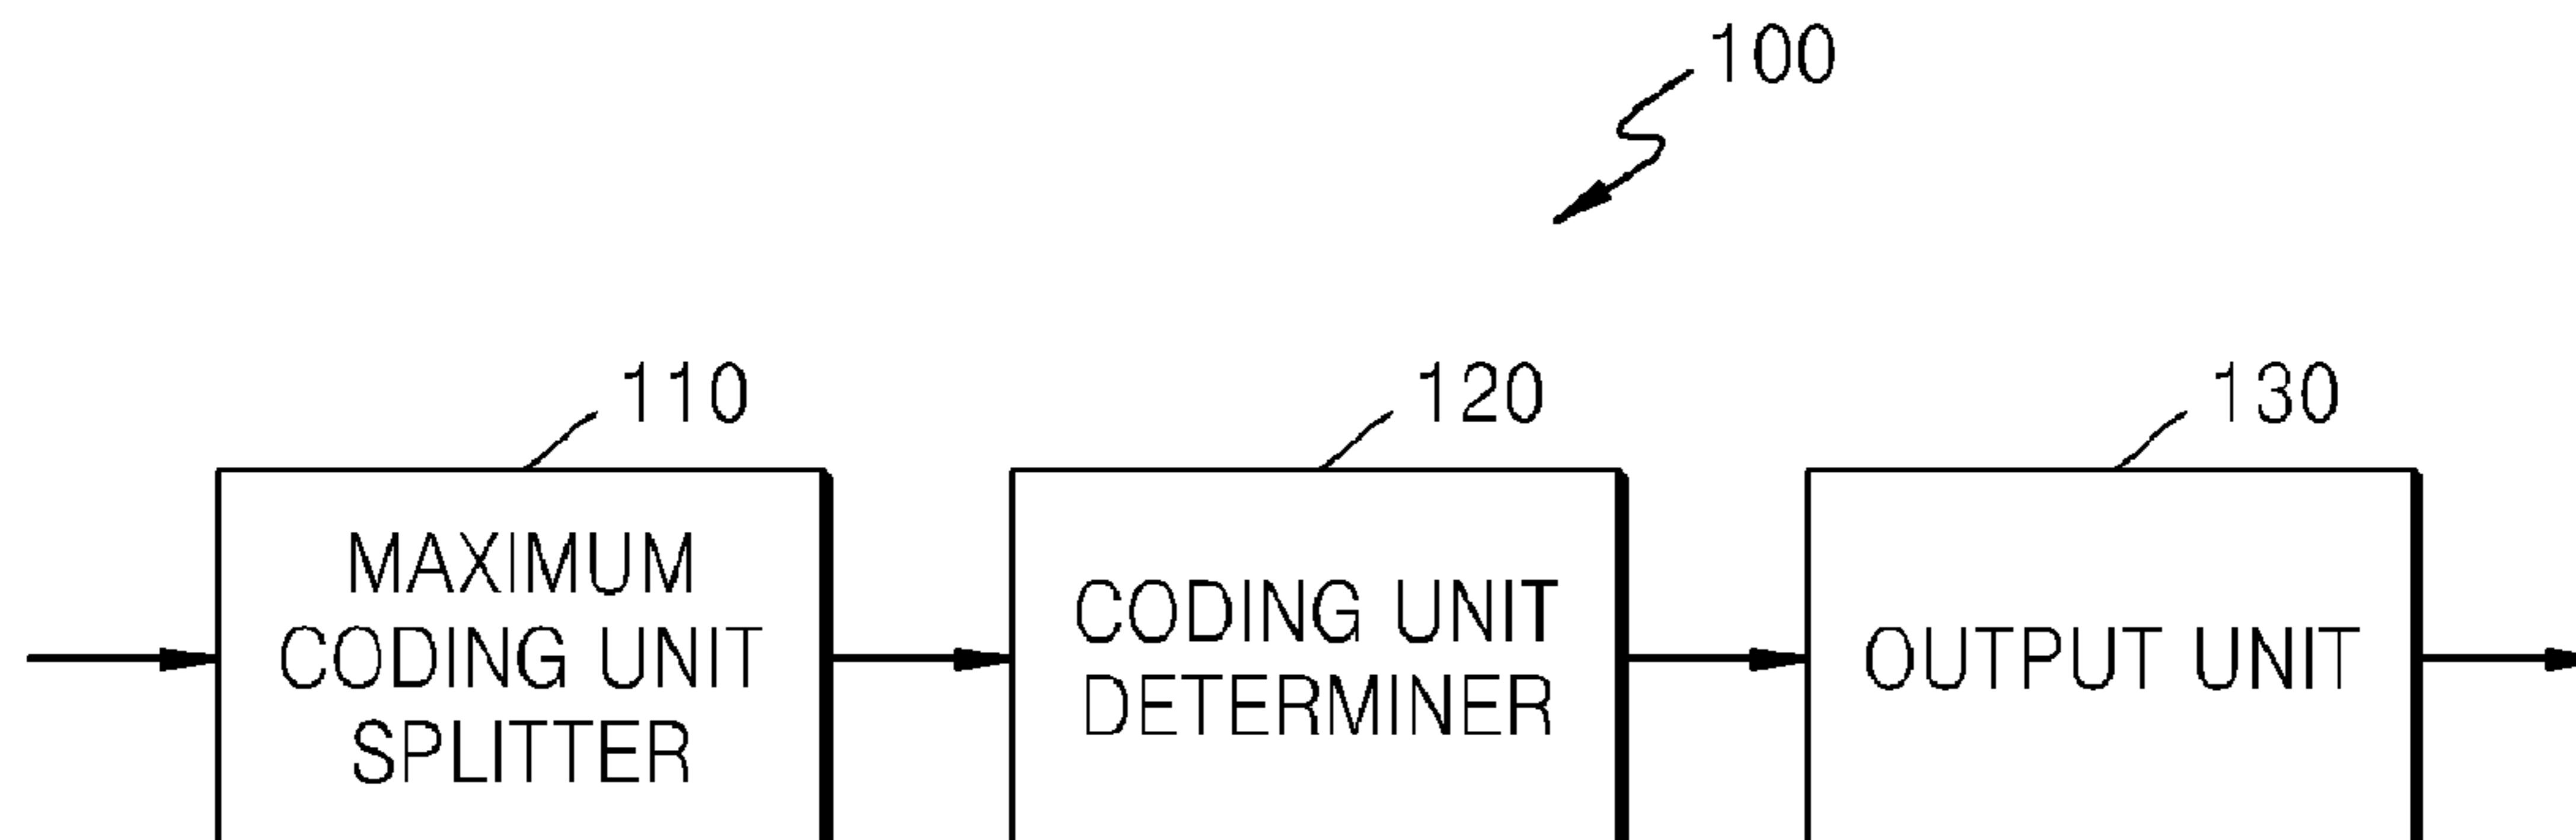 100
110
120
130
MAXIMUM
CODING UNIT
SPLITTER
CODING UNIT
DETERMINER
OUTPUT UNIT